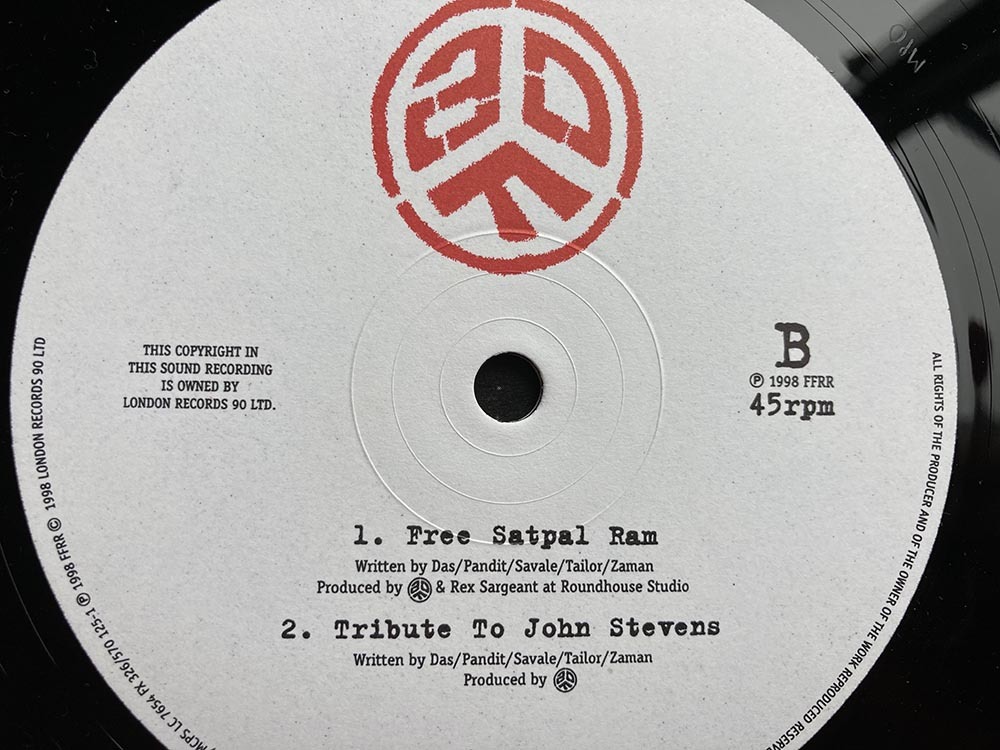 ADF
MPO
THIS COPYRIGHT IN
THIS SOUND RECORDING
IS OWNED BY
LONDON RECORDS 90 LTD.
B
℗ 1998 FFRR
45rpm
1. Free Satpal Ram
Written by Das/Pandit/Savale/Tailor/Zaman
Produced by ADF & Rex Sargeant at Roundhouse Studio
2. Tribute To John Stevens
Written by Das/Pandit/Savale/Tailor/Zaman
Produced by ADF
MCPS LC 7654 FX 326/570 125-1 ℗ 1998 FFRR © 1998 LONDON RECORDS 90 LTD
ALL RIGHTS OF THE PRODUCER AND OF THE OWNER OF THE WORK REPRODUCED